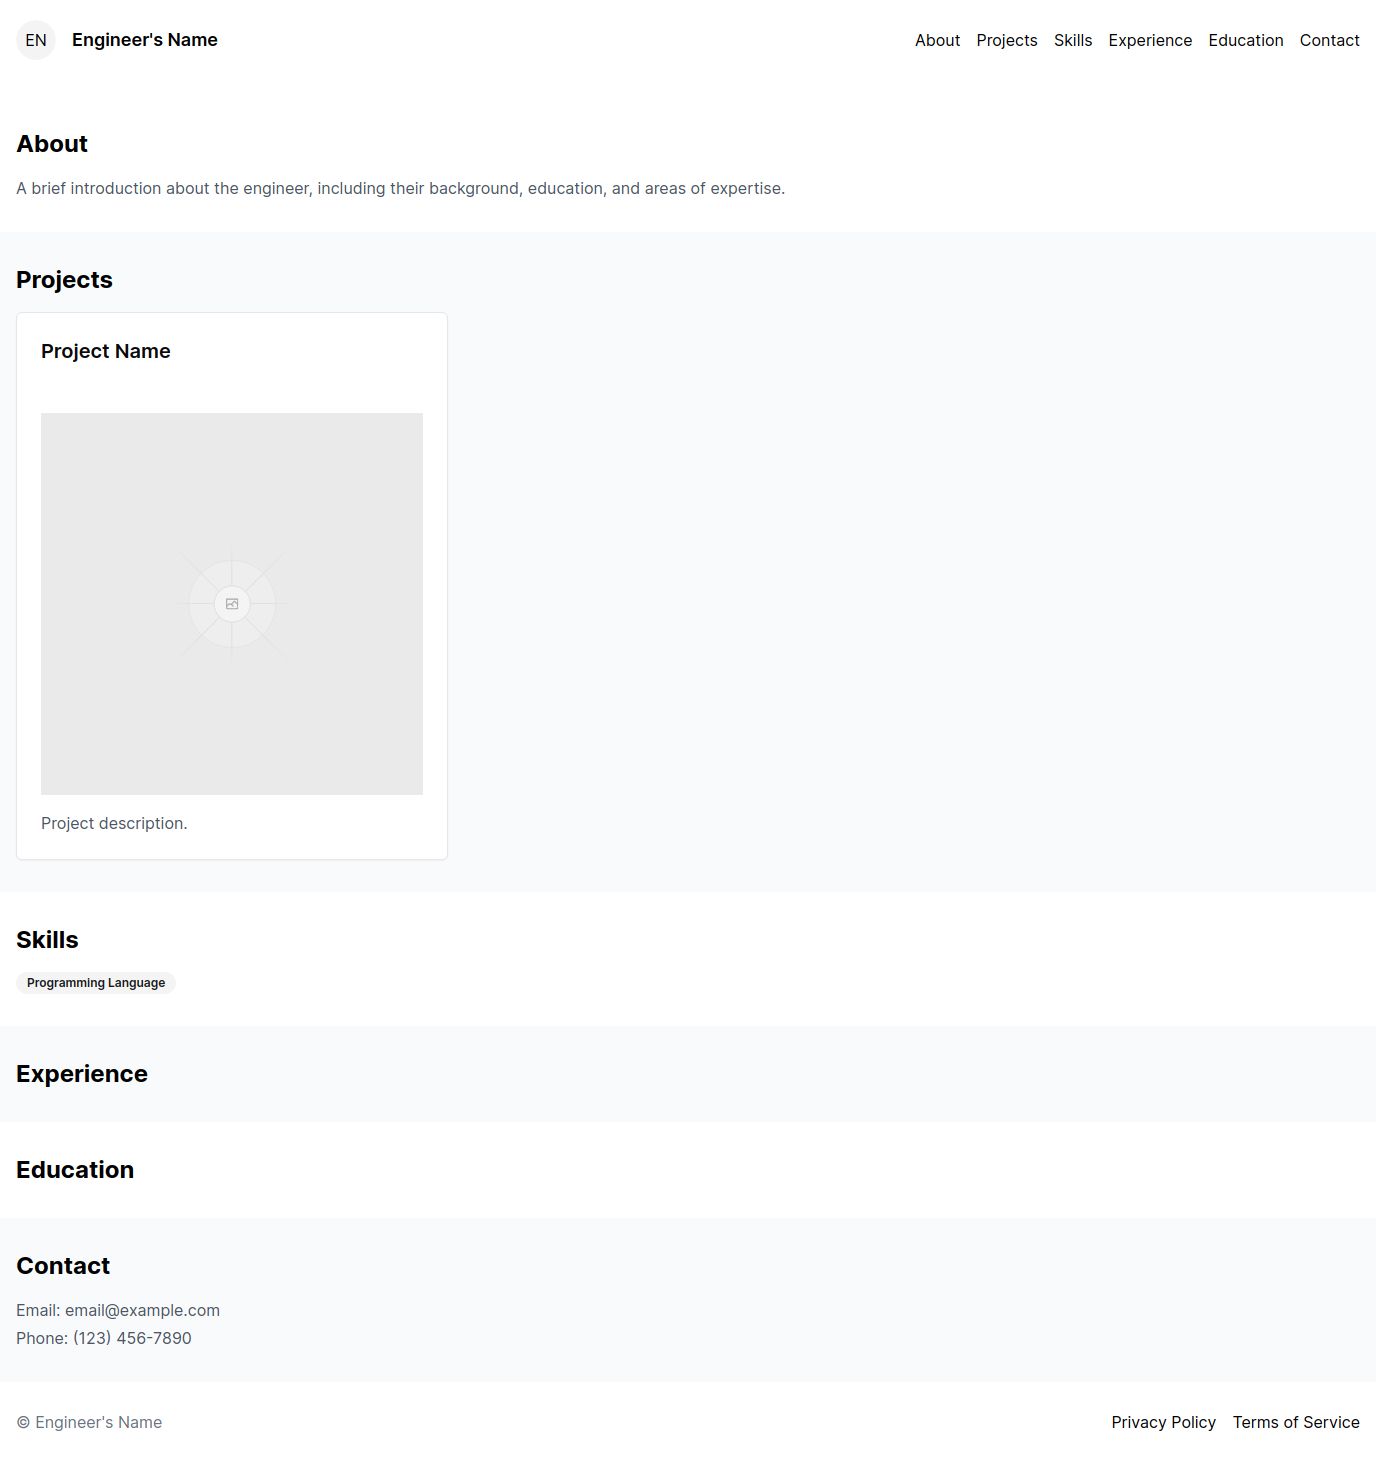 EN Engineer's Name About Projects Skills Experience Education Contact
About
A brief introduction about the engineer, including their background, education, and areas of expertise.
Projects
Project Name
Project description.
Skills
Programming Language
Experience
Education
Contact
Email: email@example.com
Phone: (123) 456-7890
© Engineer's Name Privacy Policy Terms of Service